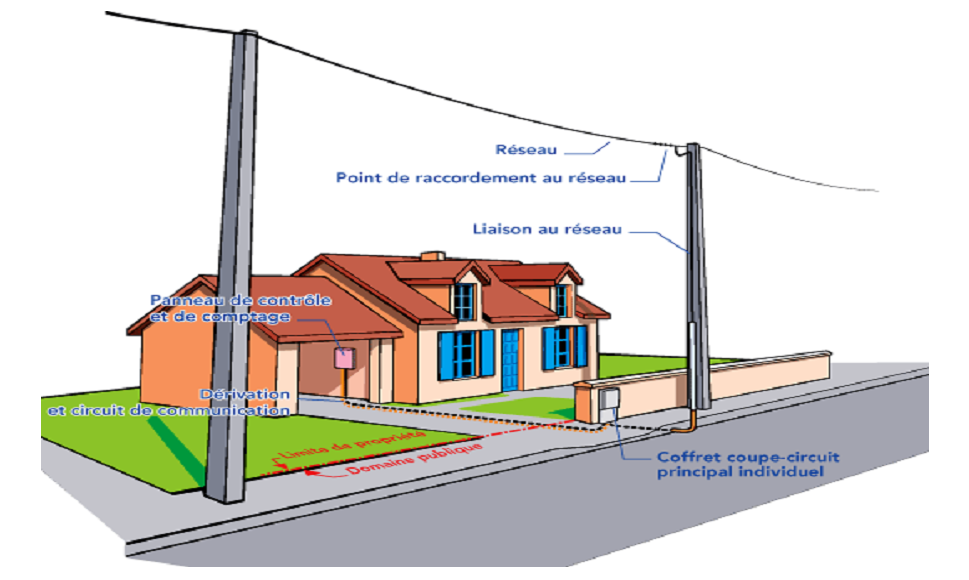 Réseau
Point de raccordement au réseau
Liaison au réseau
Panneau de contrôle
et de comptage
Dérivation
et circuit de communication
Limite de propriété
Domaine publique
Coffret coupe-circuit
principal individuel